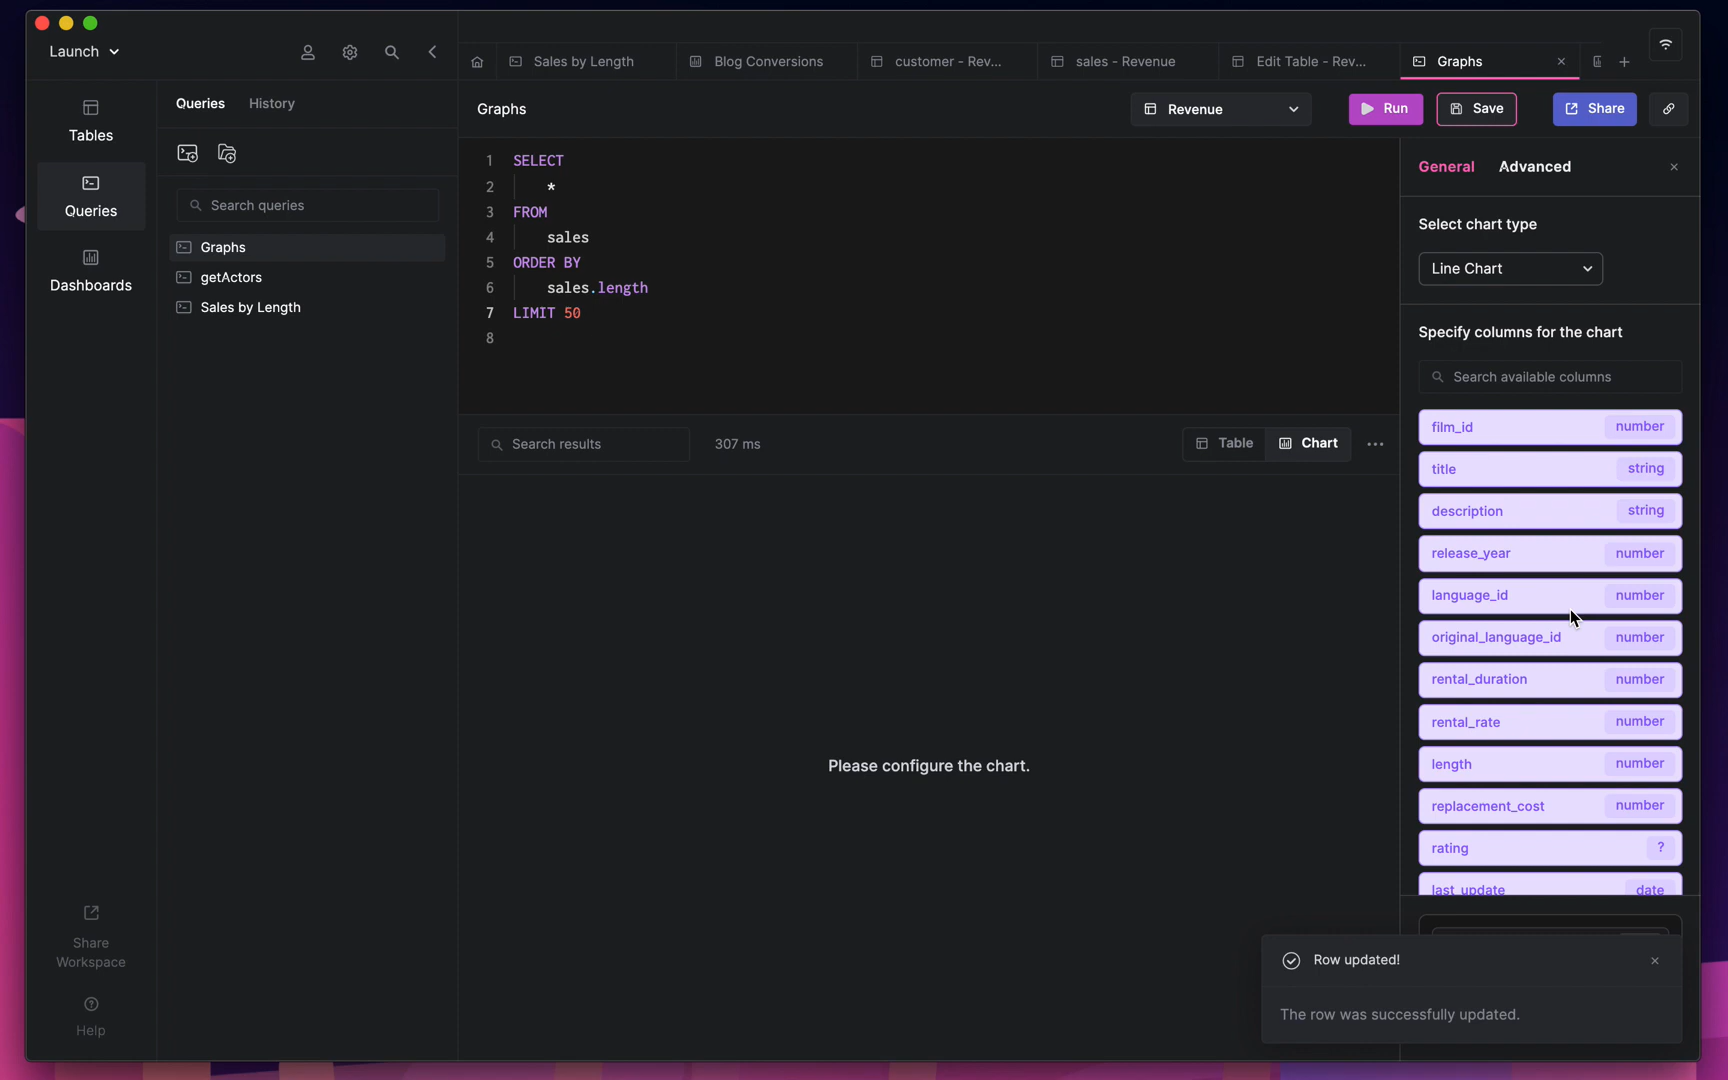 Launch
Sales by Length
Blog Conversions
customer - Rev...
sales - Revenue
Edit Table - Rev...
Graphs
Tables
Queries
Dashboards
Share
Workspace
Help
Queries
History
Search queries
Graphs
getActors
Sales by Length
Graphs
Revenue
Run
Save
Share
1 SELECT
2 *
3 FROM
4 sales
5 ORDER BY
6 sales.length
7 LIMIT 50
8
Search results
307 ms
Table
Chart
Please configure the chart.
General
Advanced
Select chart type
Line Chart
Specify columns for the chart
Search available columns
film_id number
title string
description string
release_year number
language_id number
original_language_id number
rental_duration number
rental_rate number
length number
replacement_cost number
rating ?
last_update date
Row updated!
The row was successfully updated.